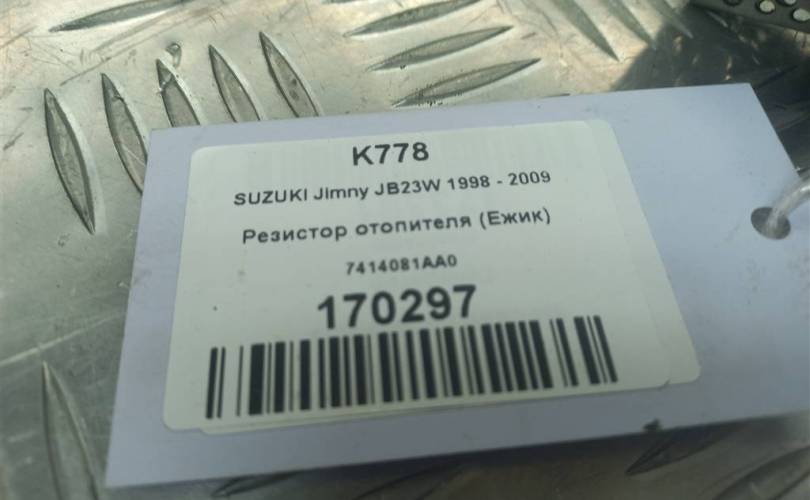 K778
SUZUKI Jimny JB23W 1998 - 2009
Резистор отопителя (Ежик)
7414081AA0
170297